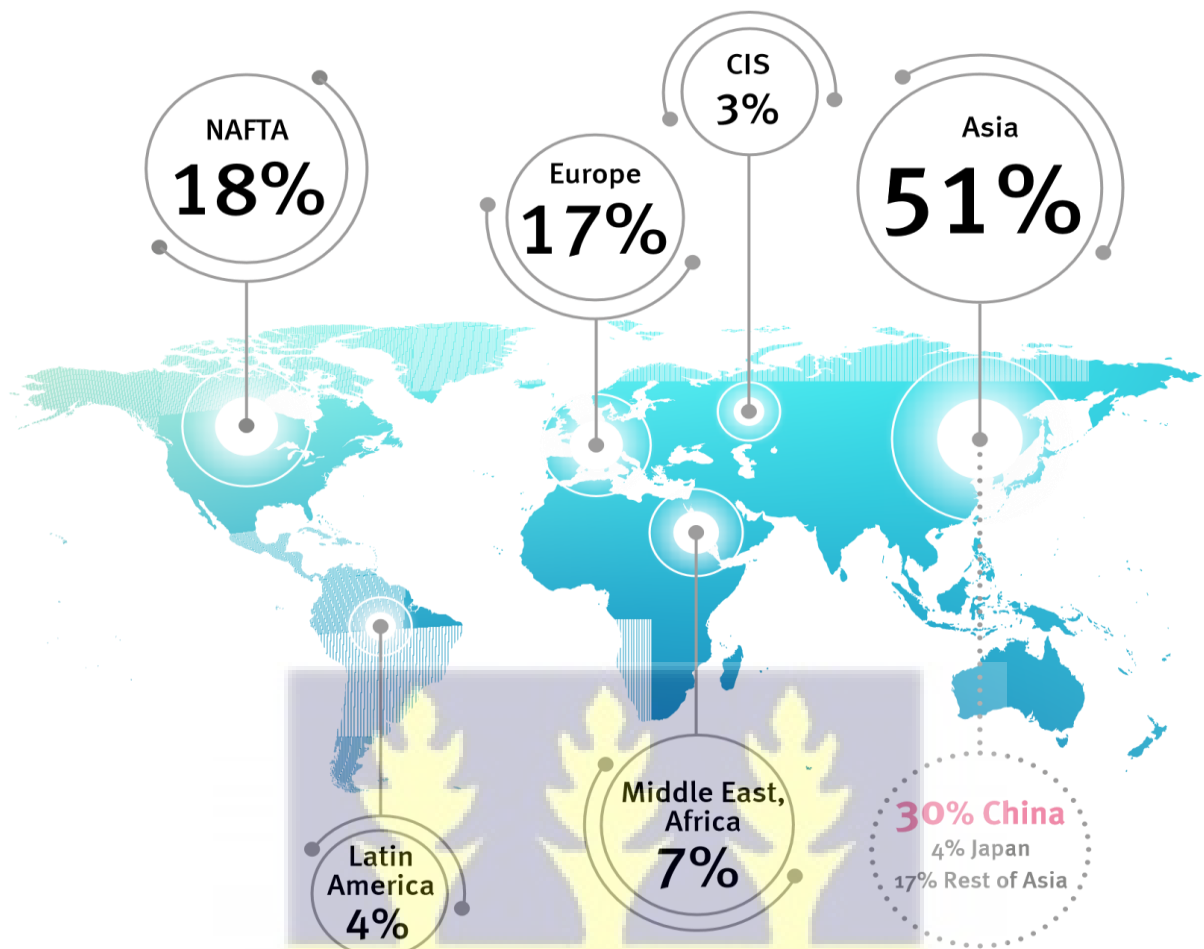 NAFTA
18%
Europe
17%
CIS
3%
Asia
51%
Latin
America
4%
Middle East,
Africa
7%
30% China
4% Japan
17% Rest of Asia